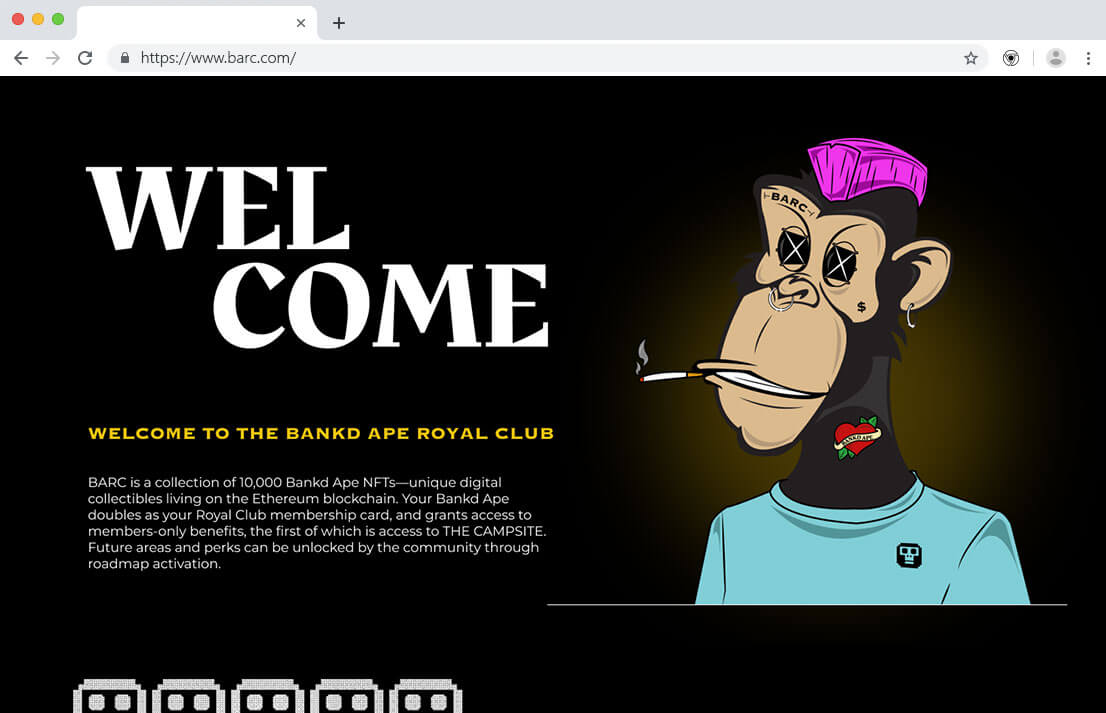 https://www.barc.com/
WEL
COME
BARC
$
BANKD APE
WELCOME TO THE BANKD APE ROYAL CLUB
BARC is a collection of 10,000 Bankd Ape NFTs—unique digital
collectibles living on the Ethereum blockchain. Your Bankd Ape
doubles as your Royal Club membership card, and grants access to
members-only benefits, the first of which is access to THE CAMPSITE.
Future areas and perks can be unlocked by the community through
roadmap activation.